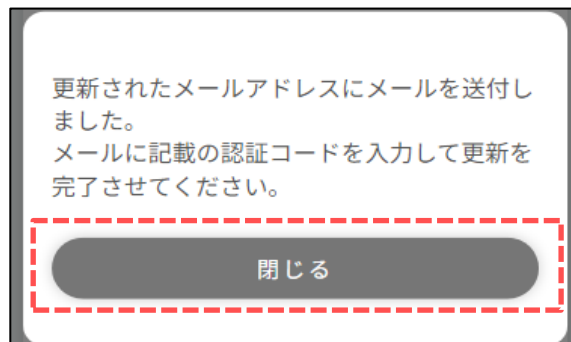 更新されたメールアドレスにメールを送付し
ました。
メールに記載の認証コードを入力して更新を
完了させてください。
閉じる